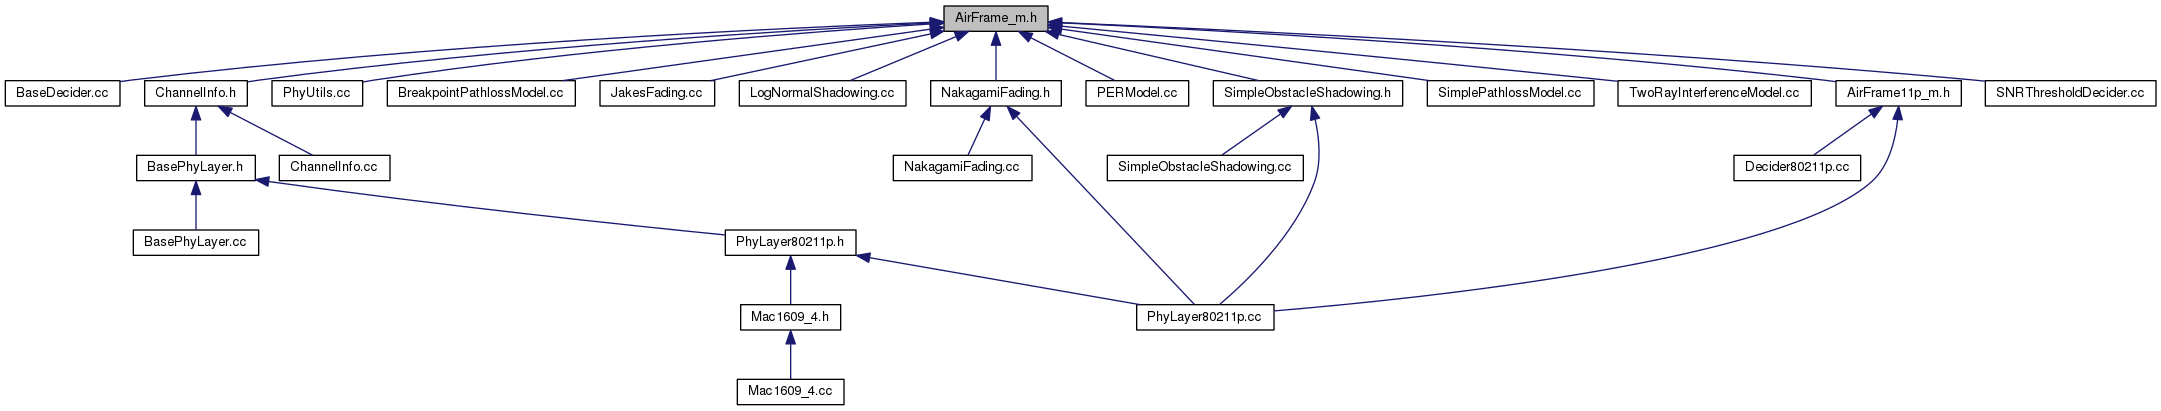 AirFrame_m.h
BaseDecider.cc
ChannelInfo.h
PhyUtils.cc
BreakpointPathlossModel.cc
JakesFading.cc
LogNormalShadowing.cc
NakagamiFading.h
PERModel.cc
SimpleObstacleShadowing.h
SimplePathlossModel.cc
TwoRayInterferenceModel.cc
AirFrame11p_m.h
SNRThresholdDecider.cc
BasePhyLayer.h
ChannelInfo.cc
NakagamiFading.cc
SimpleObstacleShadowing.cc
Decider80211p.cc
BasePhyLayer.cc
PhyLayer80211p.h
Mac1609_4.h
PhyLayer80211p.cc
Mac1609_4.cc